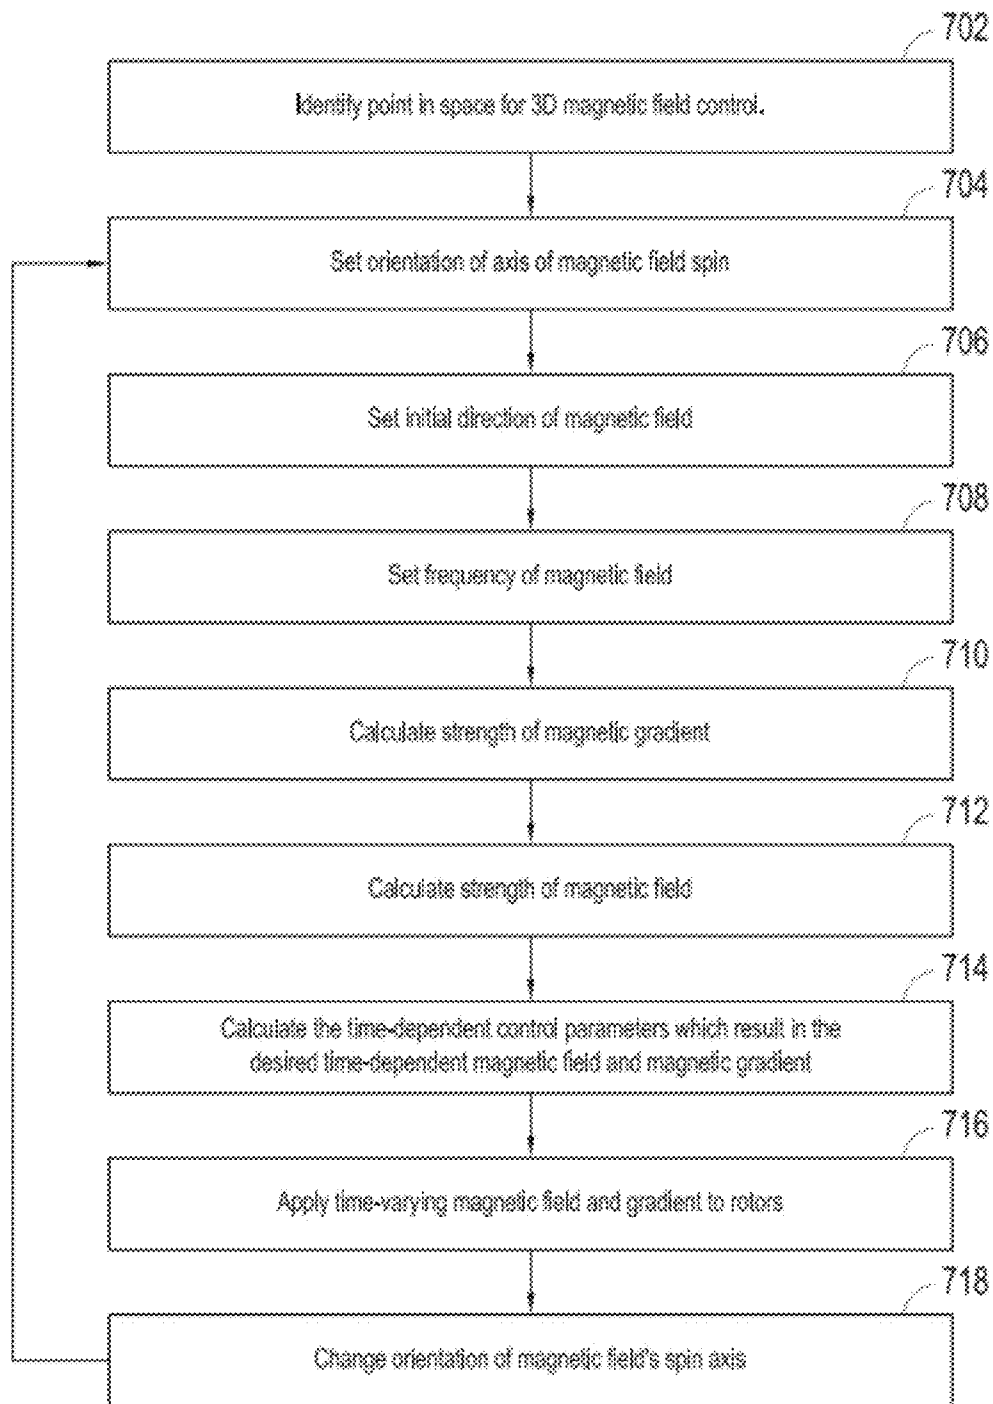 702
Identify point in space for 3D magnetic field control.
704
Set orientation of axis of magnetic field spin
706
Set initial direction of magnetic field
708
Set frequency of magnetic field
710
Calculate strength of magnetic gradient
712
Calculate strength of magnetic field
714
Calculate the time-dependent control parameters which result in the
desired time-dependent magnetic field and magnetic gradient
716
Apply time-varying magnetic field and gradient to rotors
718
Change orientation of magnetic field's spin axis